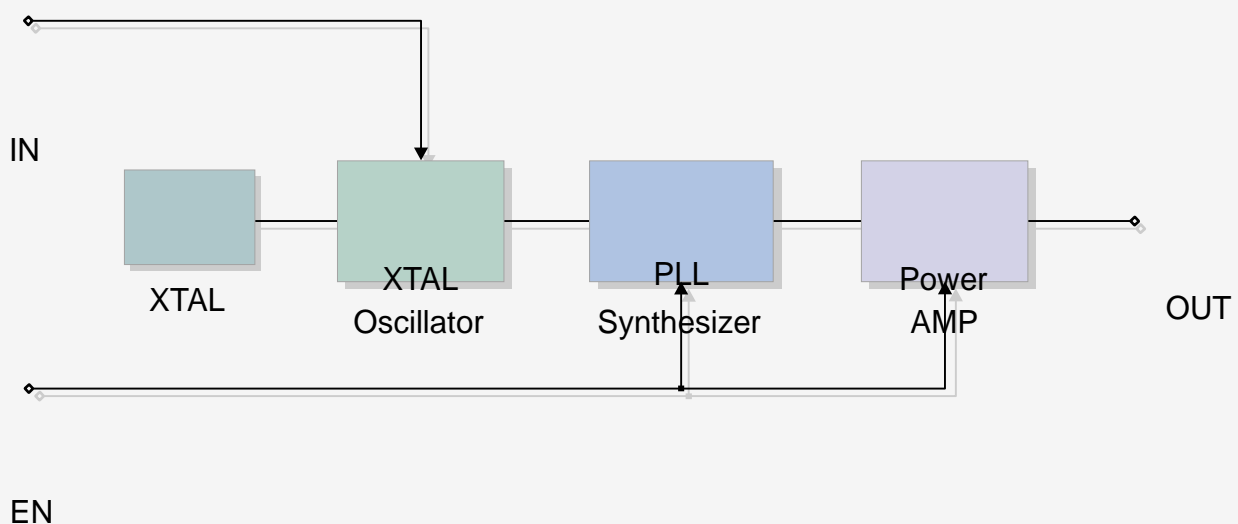 IN
XTAL
XTAL
Oscillator
PLL
Synthesizer
Power
AMP
OUT
EN